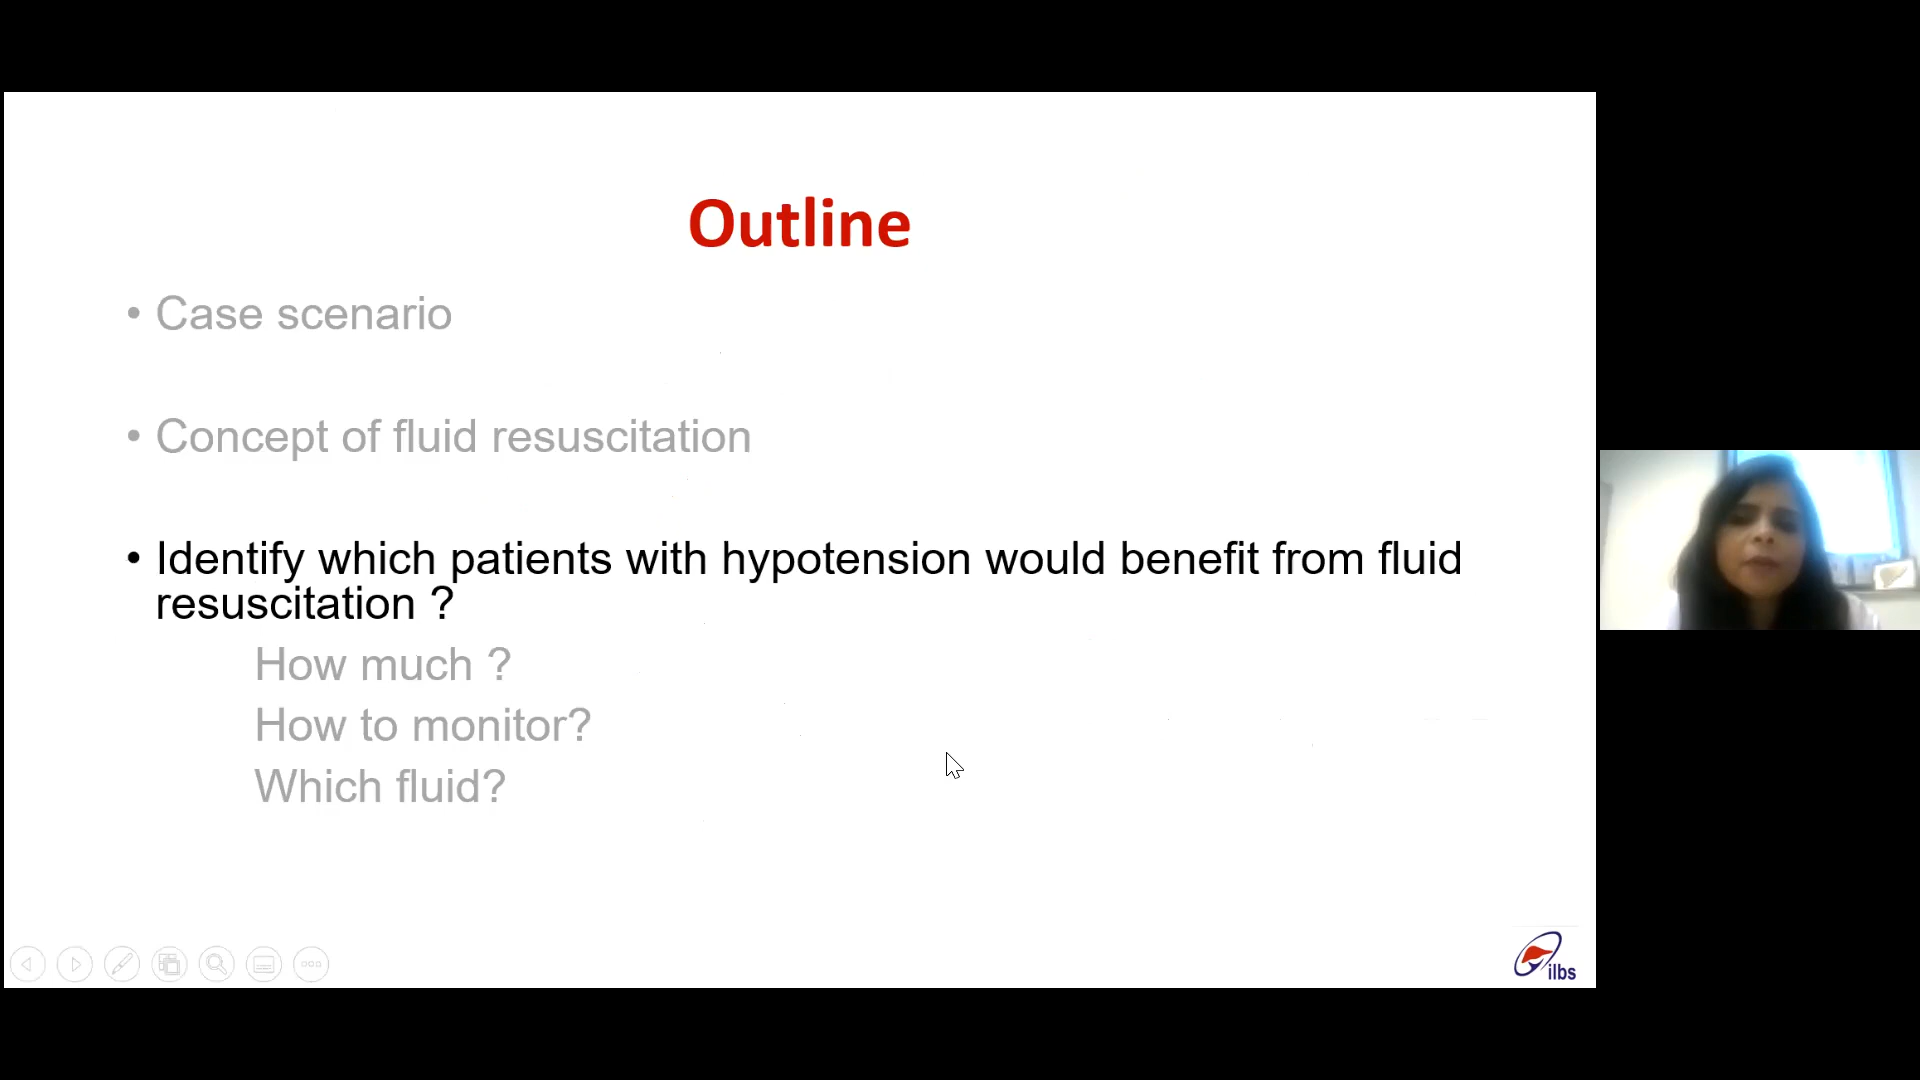 Outline
• Case scenario
• Concept of fluid resuscitation
• Identify which patients with hypotension would benefit from fluid
resuscitation ?
How much ?
How to monitor?
Which fluid?
ilbs